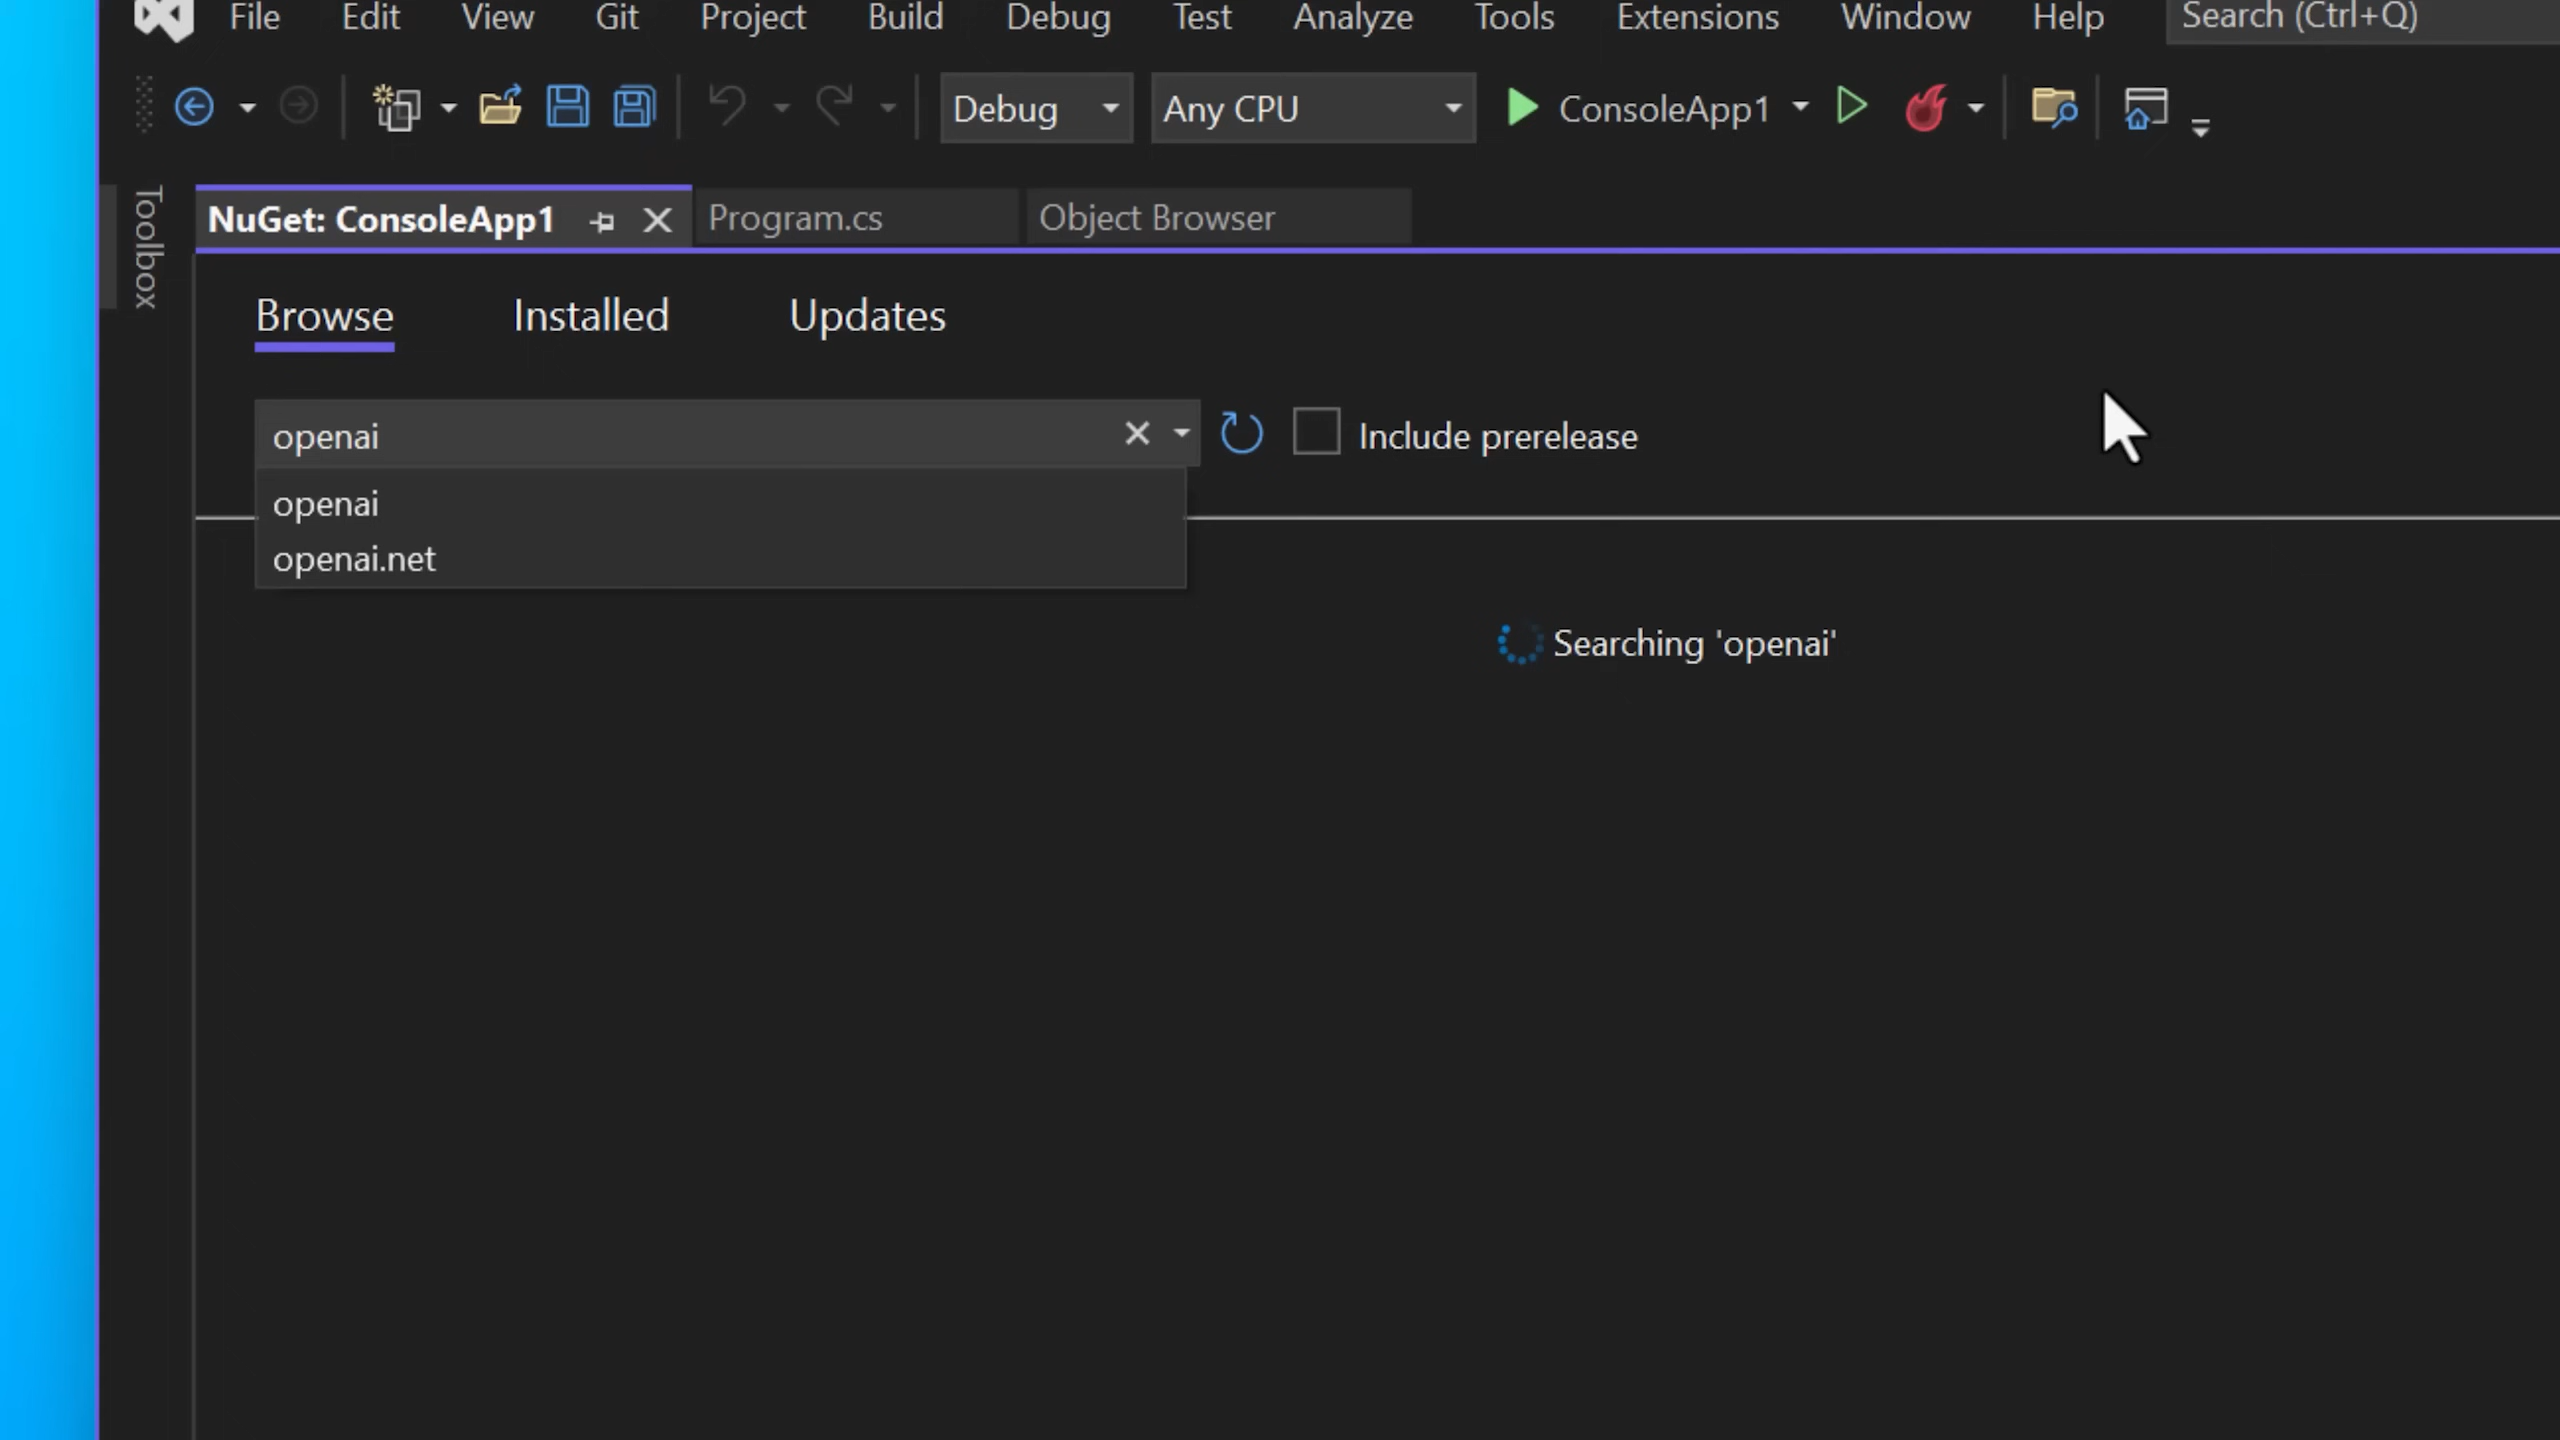 File Edit View Git Project Build Debug Test Analyze Tools Extensions Window Help Search (Ctrl+Q)
Debug Any CPU ConsoleApp1
Toolbox
NuGet: ConsoleApp1 Program.cs Object Browser
Browse Installed Updates
openai Include prerelease
openai
openai.net
Searching 'openai'